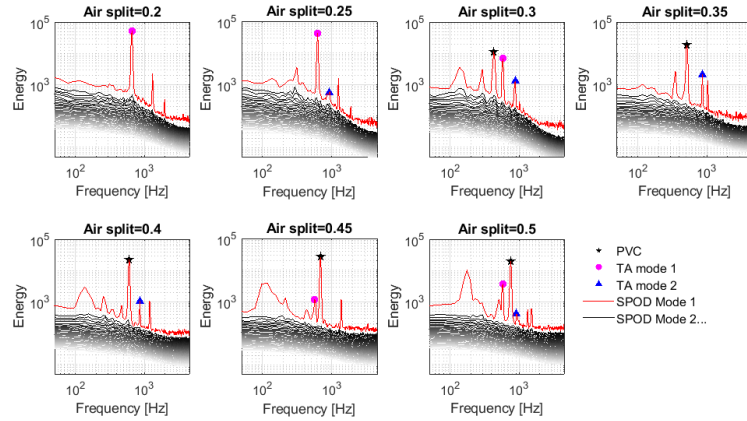 Air split=0.2
Air split=0.25
Air split=0.3
Air split=0.35
10^5
10^5
10^5
10^5
Energy
Energy
Energy
Energy
10^3
10^3
10^3
10^3
10^2
10^3
10^2
10^3
10^2
10^3
10^2
10^3
Frequency [Hz]
Frequency [Hz]
Frequency [Hz]
Frequency [Hz]
Air split=0.4
Air split=0.45
Air split=0.5
10^5
10^5
10^5
Energy
Energy
Energy
10^3
10^3
10^3
10^2
10^3
10^2
10^3
10^2
10^3
Frequency [Hz]
Frequency [Hz]
Frequency [Hz]
PVC
TA mode 1
TA mode 2
SPOD Mode 1
SPOD Mode 2...